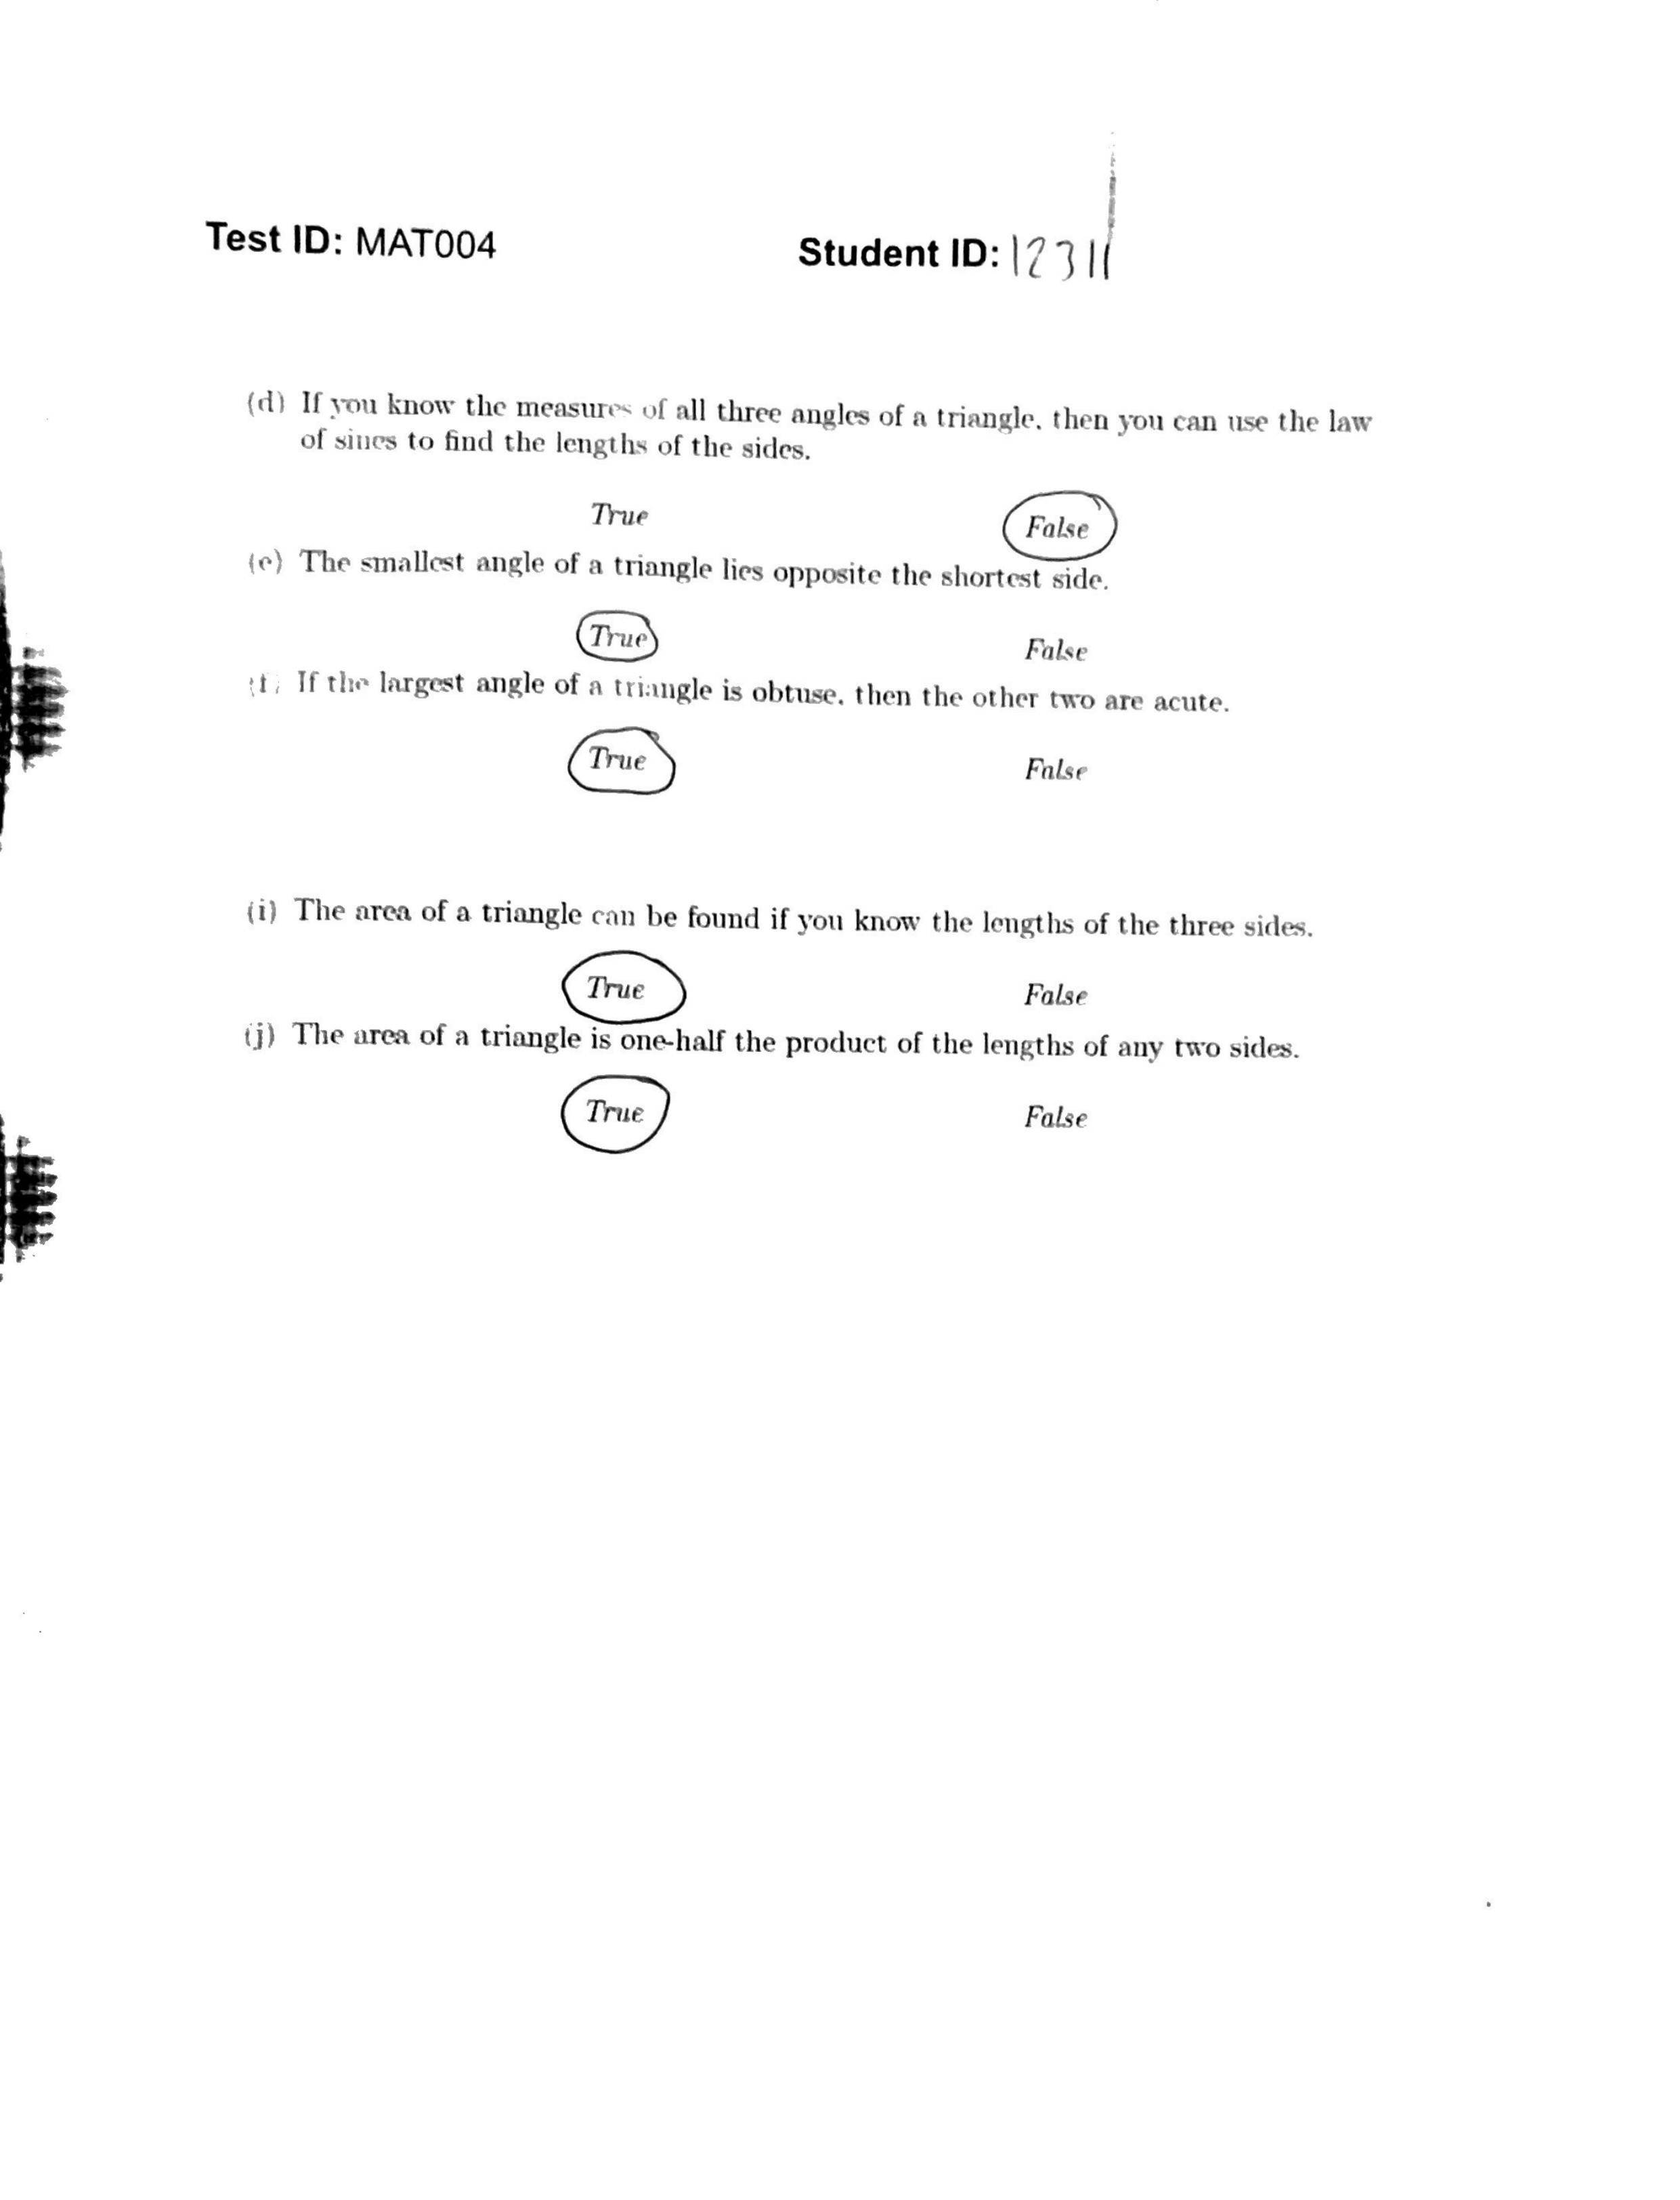 Test ID: MAT004 Student ID: 12311
(d) If you know the measures of all three angles of a triangle, then you can use the law
of sines to find the lengths of the sides.
True False
(e) The smallest angle of a triangle lies opposite the shortest side.
True False
(f) If the largest angle of a triangle is obtuse, then the other two are acute.
True False
(i) The area of a triangle can be found if you know the lengths of the three sides.
True False
(j) The area of a triangle is one-half the product of the lengths of any two sides.
True False